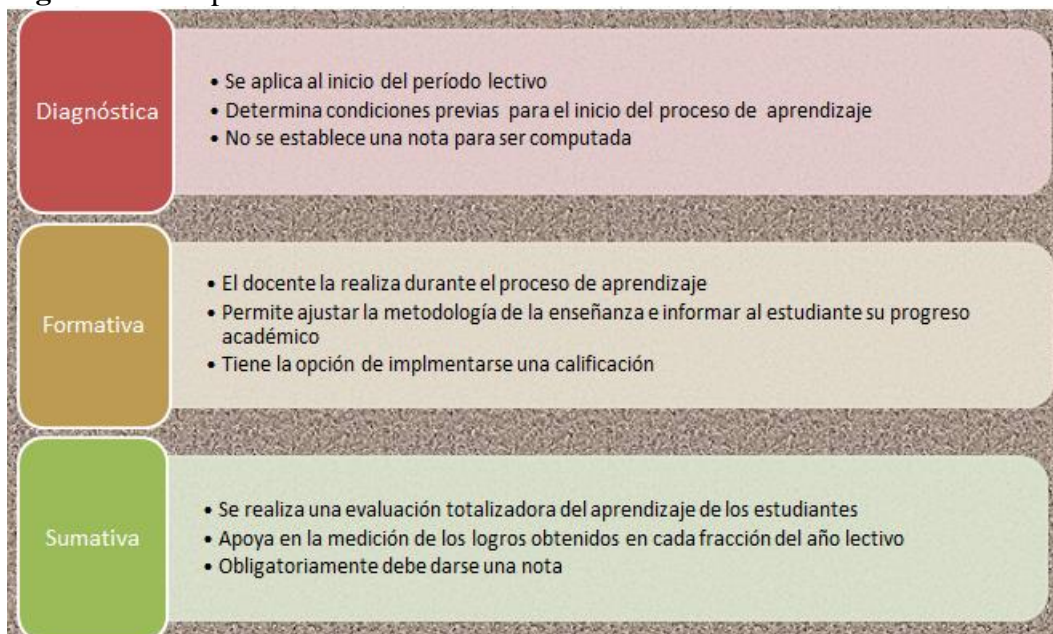 Diagnóstica
• Se aplica al inicio del período lectivo
• Determina condiciones previas para el inicio del proceso de aprendizaje
• No se establece una nota para ser computada
Formativa
• El docente la realiza durante el proceso de aprendizaje
• Permite ajustar la metodología de la enseñanza e informar al estudiante su progreso
académico
• Tiene la opción de implmentarse una calificación
Sumativa
• Se realiza una evaluación totalizadora del aprendizaje de los estudiantes
• Apoya en la medición de los logros obtenidos en cada fracción del año lectivo
• Obligatoriamente debe darse una nota